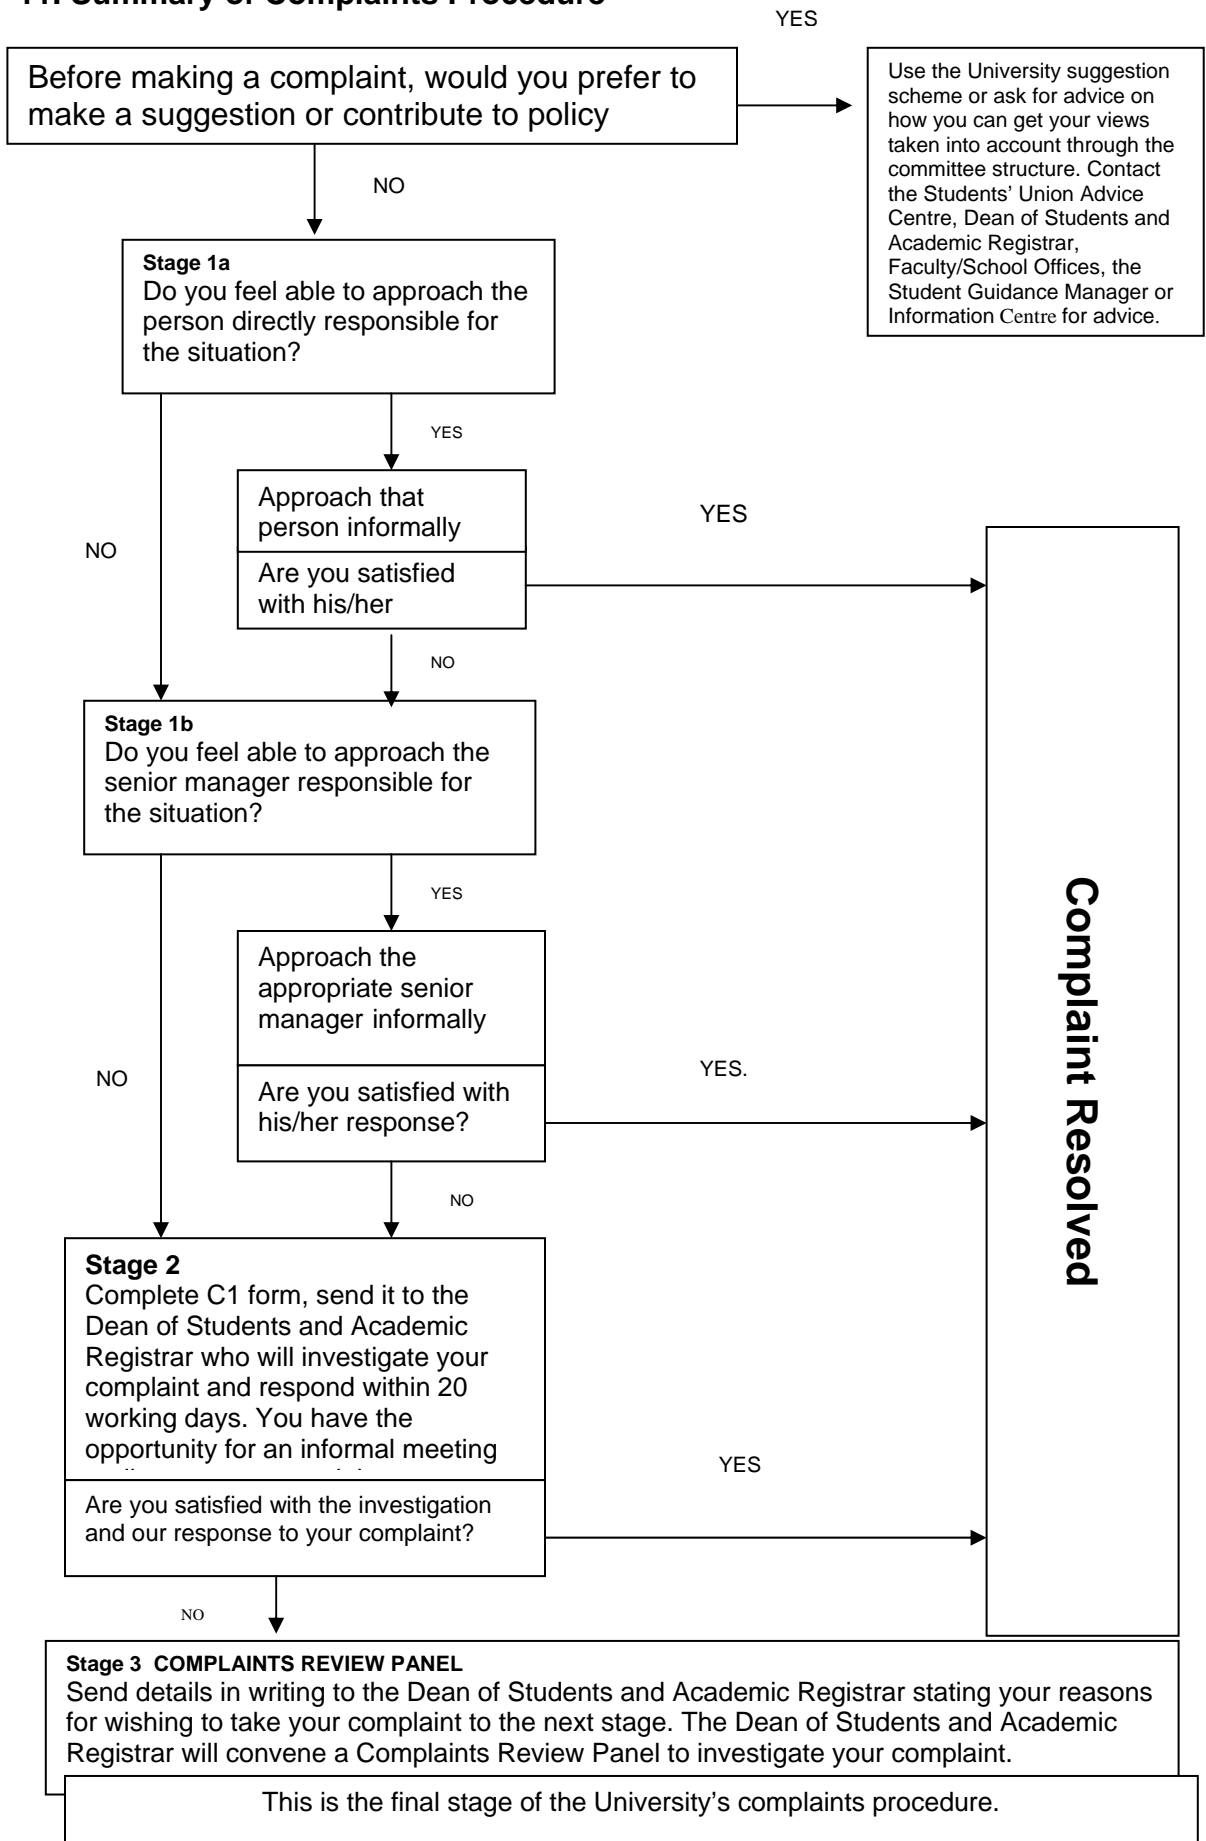 Summary of Complaints Procedure
YES
Before making a complaint, would you prefer to
make a suggestion or contribute to policy
Use the University suggestion
scheme or ask for advice on
how you can get your views
taken into account through the
committee structure. Contact
the Students’ Union Advice
Centre, Dean of Students and
Academic Registrar,
Faculty/School Offices, the
Student Guidance Manager or
Information Centre for advice.
NO
Stage 1a
Do you feel able to approach the
person directly responsible for
the situation?
YES
NO
Approach that
person informally
YES
Are you satisfied
with his/her
NO
Stage 1b
Do you feel able to approach the
senior manager responsible for
the situation?
YES
NO
Approach the
appropriate senior
manager informally
YES.
Are you satisfied with
his/her response?
NO
Complaint Resolved
Stage 2
Complete C1 form, send it to the
Dean of Students and Academic
Registrar who will investigate your
complaint and respond within 20
working days. You have the
opportunity for an informal meeting
YES
Are you satisfied with the investigation
and our response to your complaint?
NO
Stage 3 COMPLAINTS REVIEW PANEL
Send details in writing to the Dean of Students and Academic Registrar stating your reasons
for wishing to take your complaint to the next stage. The Dean of Students and Academic
Registrar will convene a Complaints Review Panel to investigate your complaint.
This is the final stage of the University’s complaints procedure.